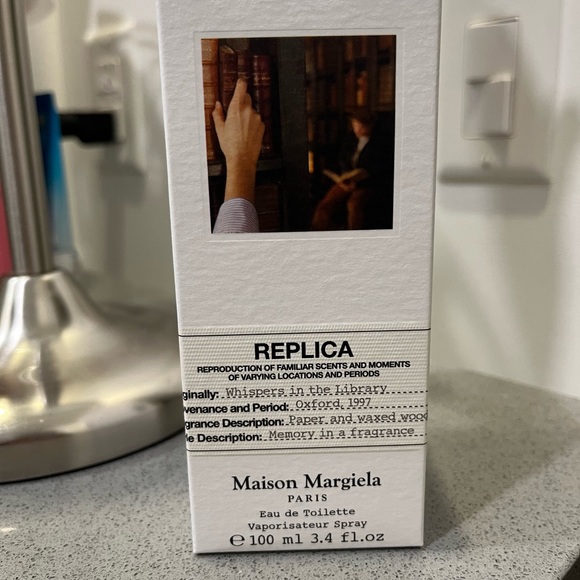 REPLICA
REPRODUCTION OF FAMILIAR SCENTS AND MOMENTS
OF VARYING LOCATIONS AND PERIODS
ginally: Whispers in the Library
venance and Period: Oxford, 1997
grance Description: Paper and waxed wood
le Description: Memory in a fragrance
Maison Margiela
PARIS
Eau de Toilette
Vaporisateur Spray
℮ 100 ml 3.4 fl.oz